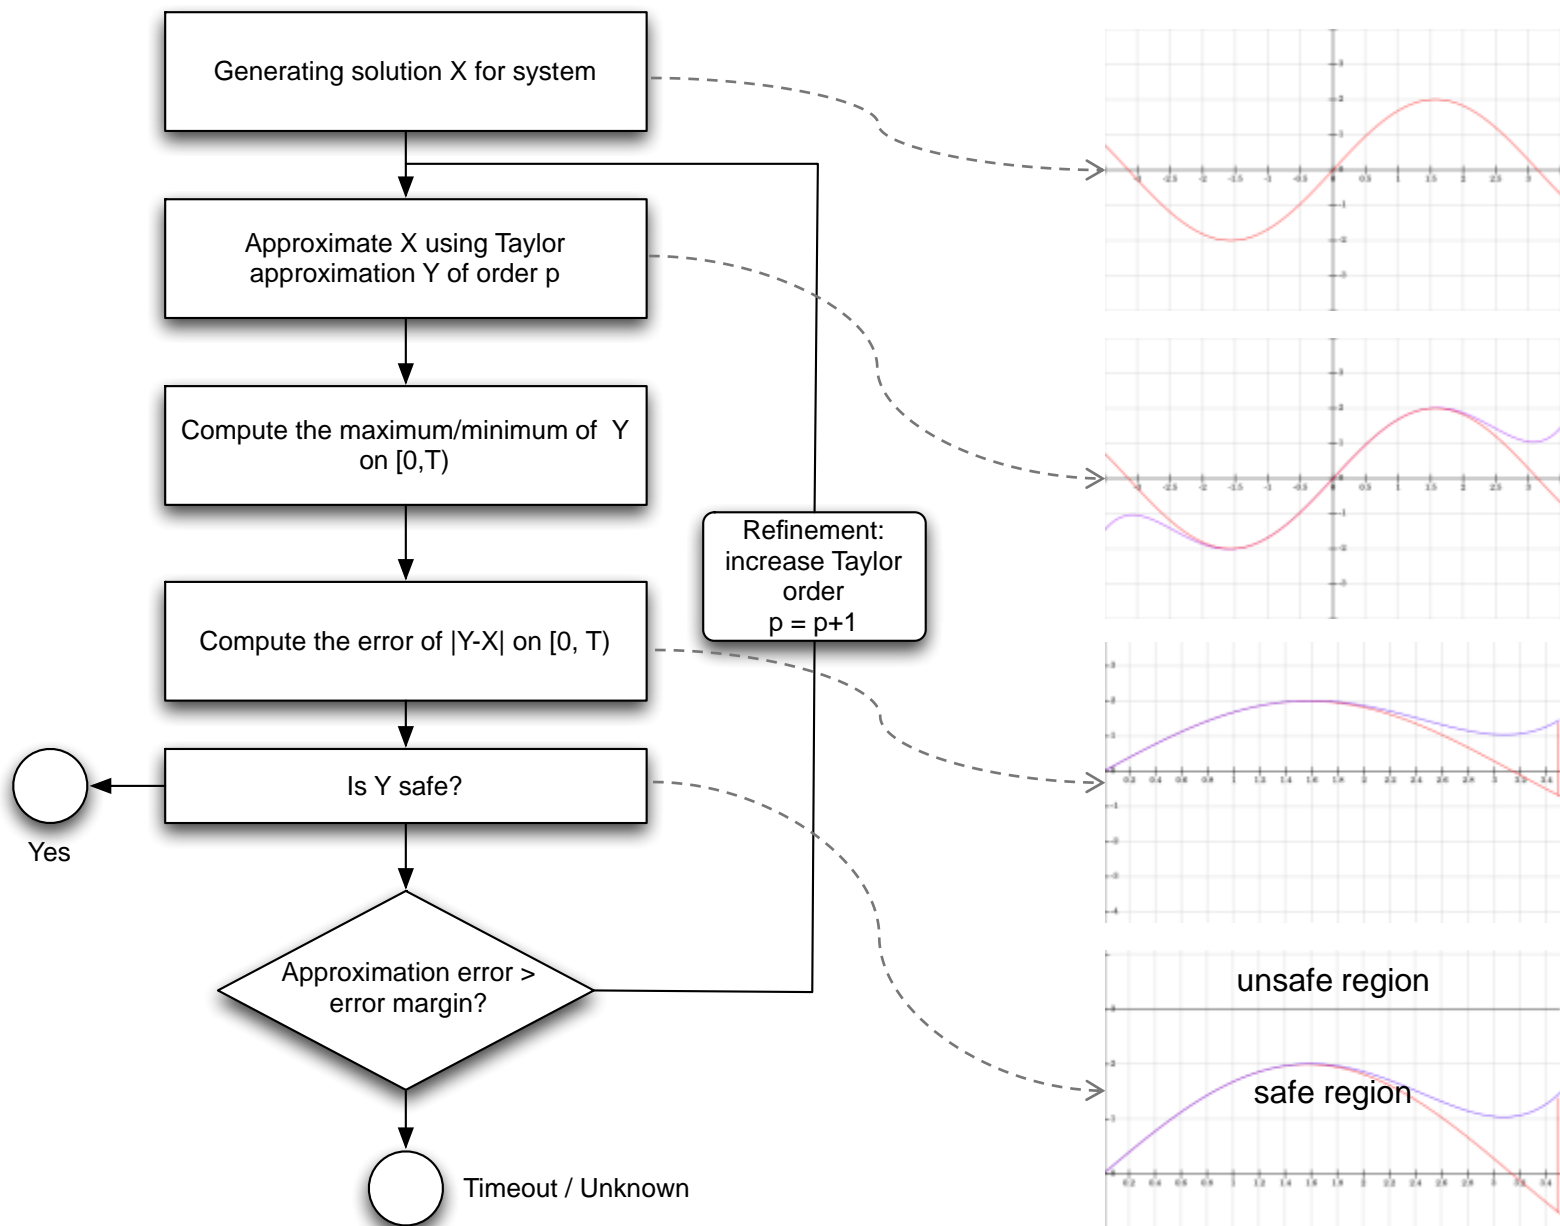 Generating solution X for system
Approximate X using Taylor
approximation Y of order p
Compute the maximum/minimum of Y
on [0,T)
Refinement:
increase Taylor
order
p = p+1
Compute the error of |Y-X| on [0, T)
Is Y safe?
Yes
Approximation error >
error margin?
Timeout / Unknown
unsafe region
safe region